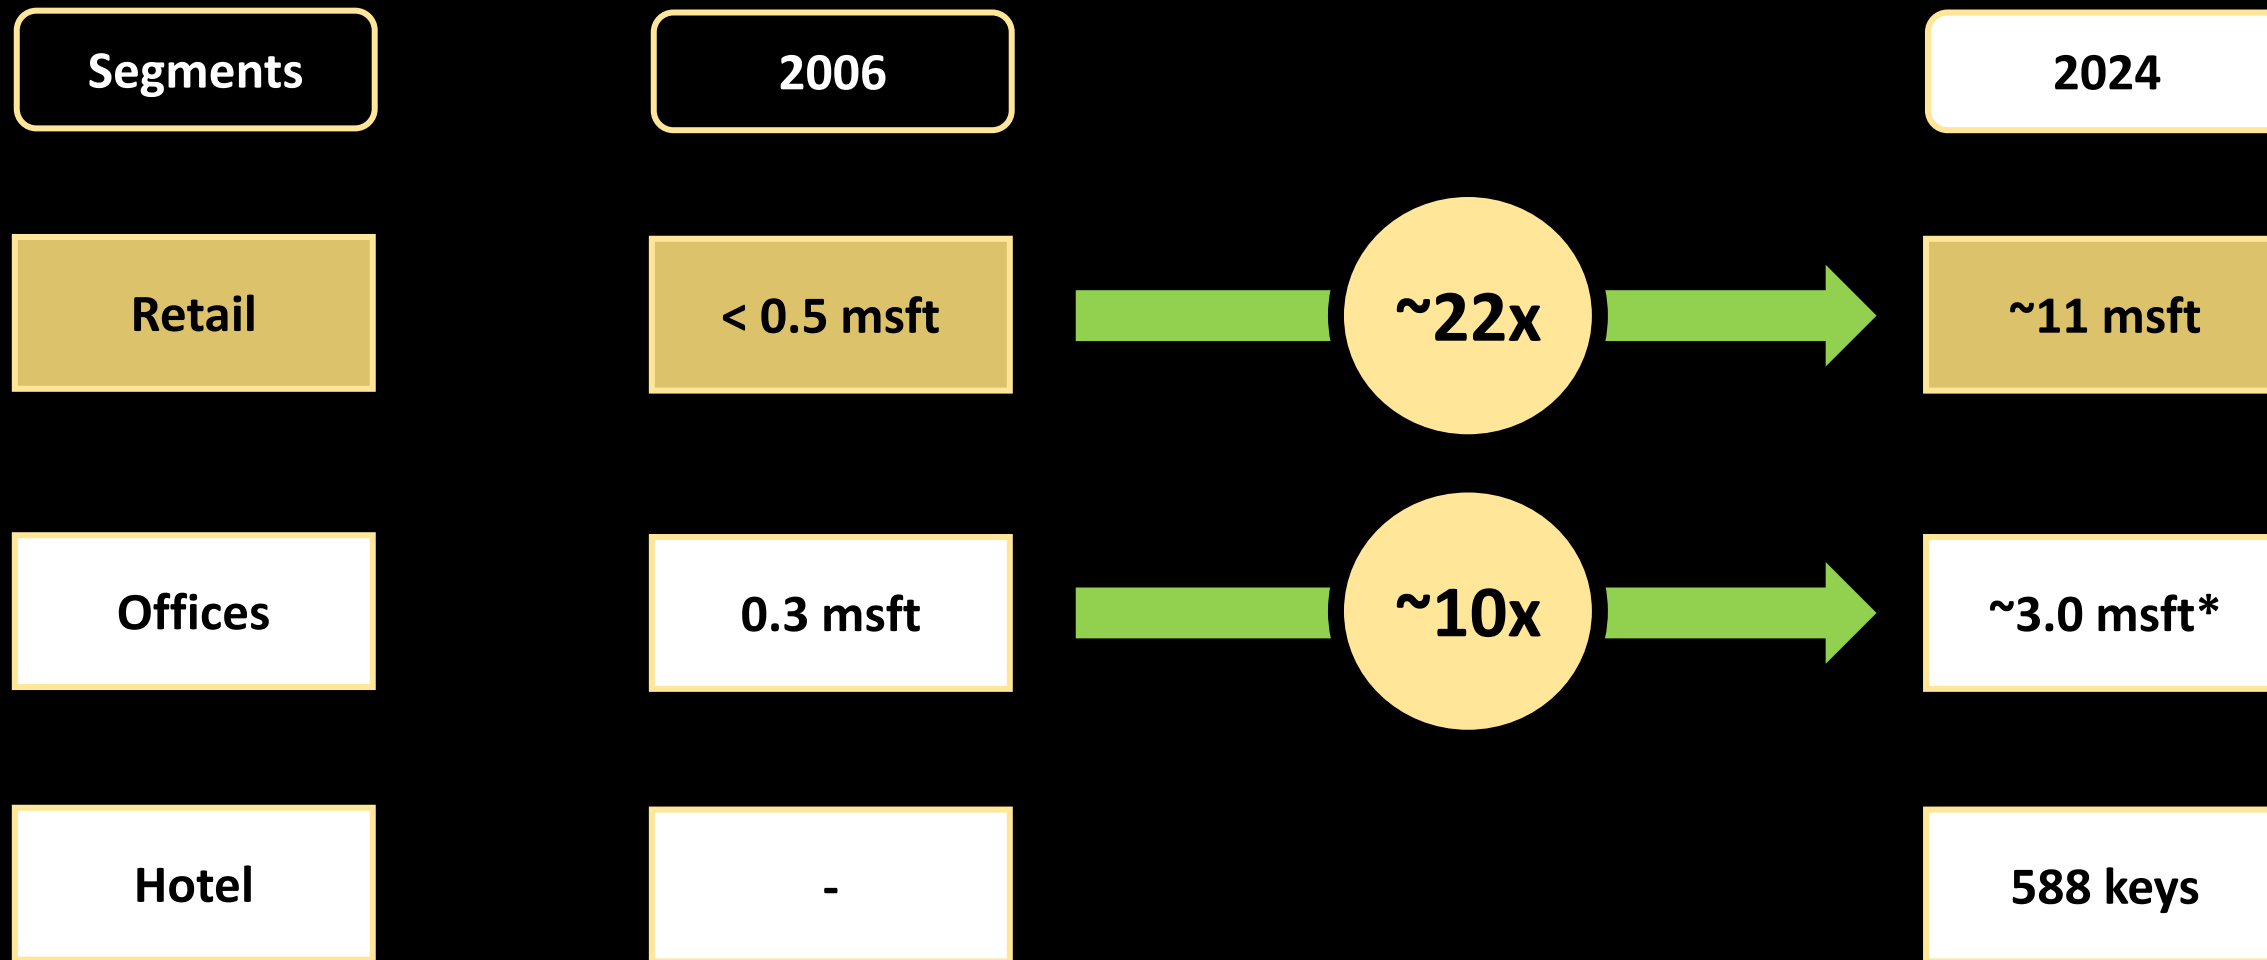 Segments
2006
2024
Retail
< 0.5 msft
~22x
~11 msft
Offices
0.3 msft
~10x
~3.0 msft*
Hotel
-
588 keys